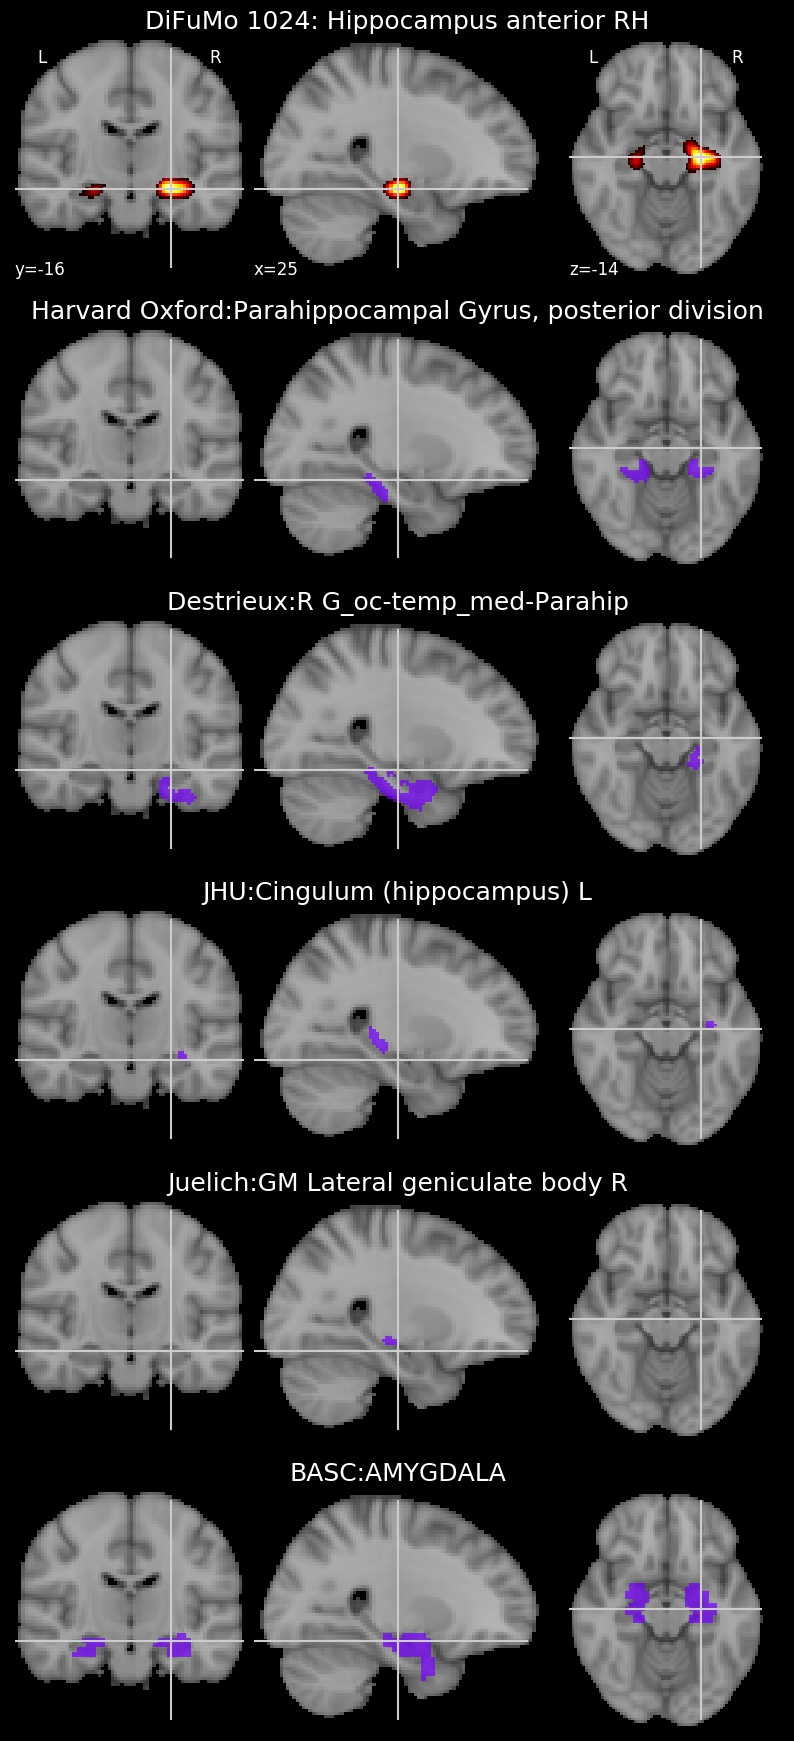 DiFuMo 1024: Hippocampus anterior RH
L R L R
y=-16 x=25 z=-14
Harvard Oxford:Parahippocampal Gyrus, posterior division
Destrieux:R G_oc-temp_med-Parahip
JHU:Cingulum (hippocampus) L
Juelich:GM Lateral geniculate body R
BASC:AMYGDALA